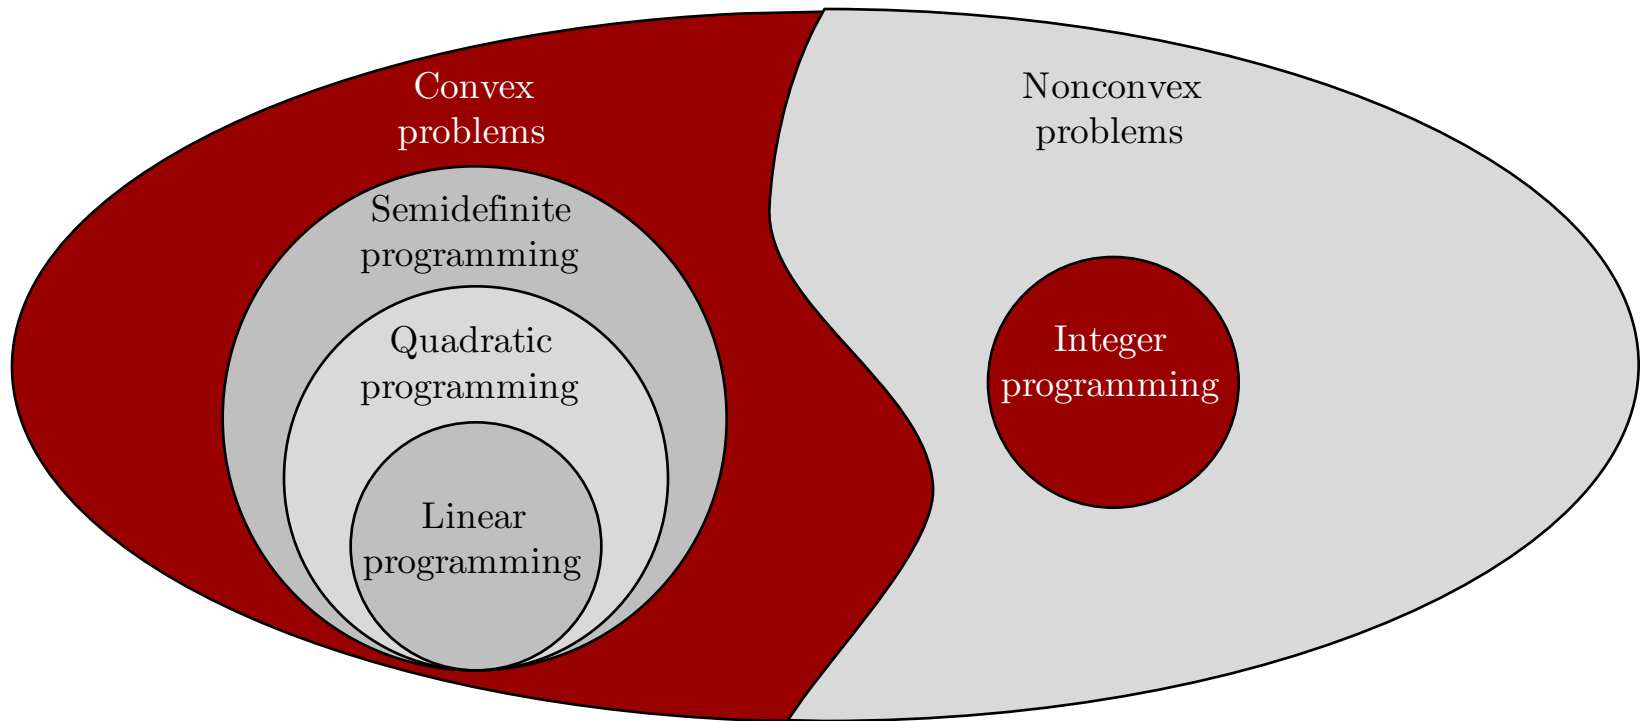 Convex
problems
Nonconvex
problems
Semidefinite
programming
Quadratic
programming
Integer
programming
Linear
programming